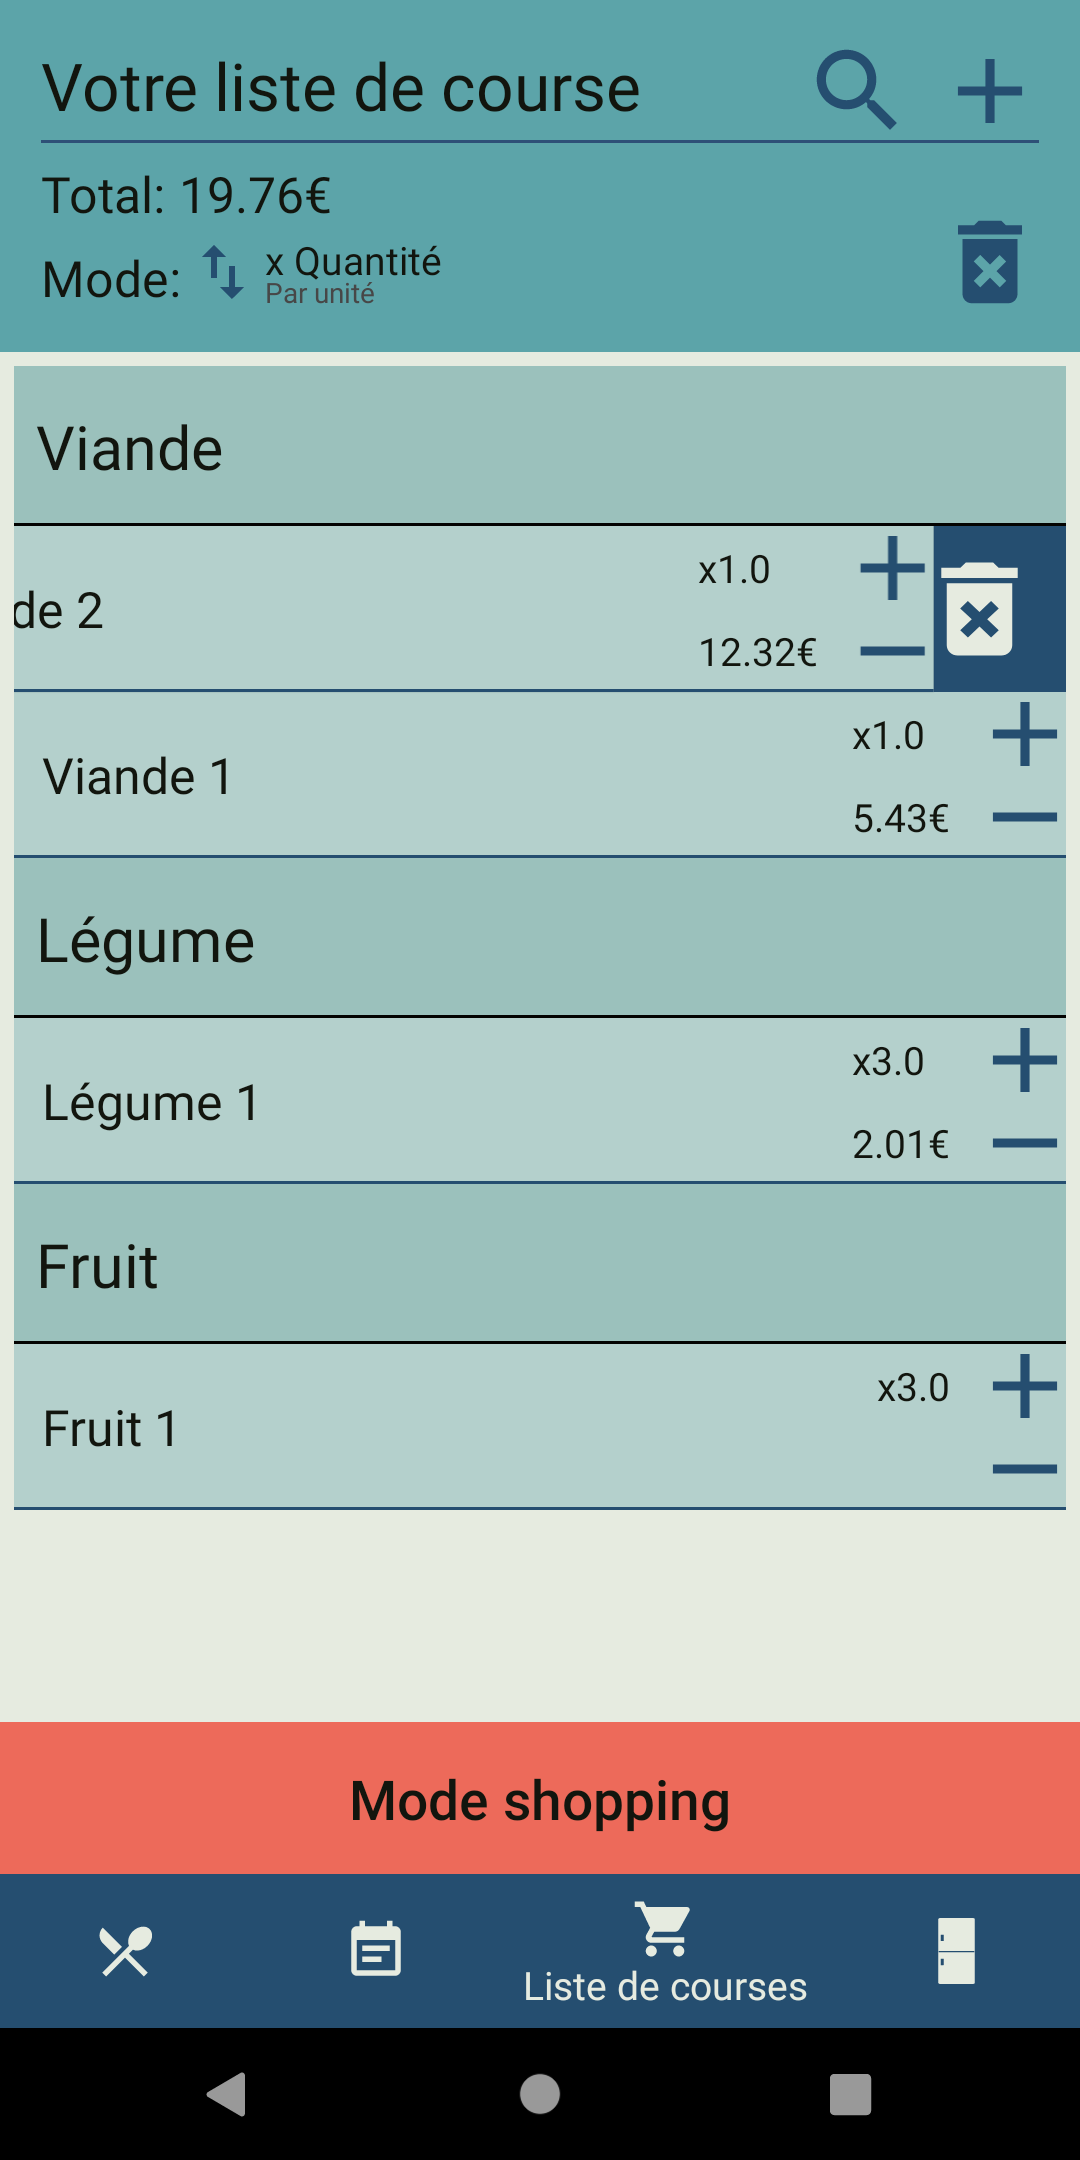 Votre liste de course
Total: 19.76€
Mode: x Quantité
Par unité
Viande
de 2
x1.0
12.32€
Viande 1
x1.0
5.43€
Légume
Légume 1
x3.0
2.01€
Fruit
Fruit 1
x3.0
Mode shopping
Liste de courses